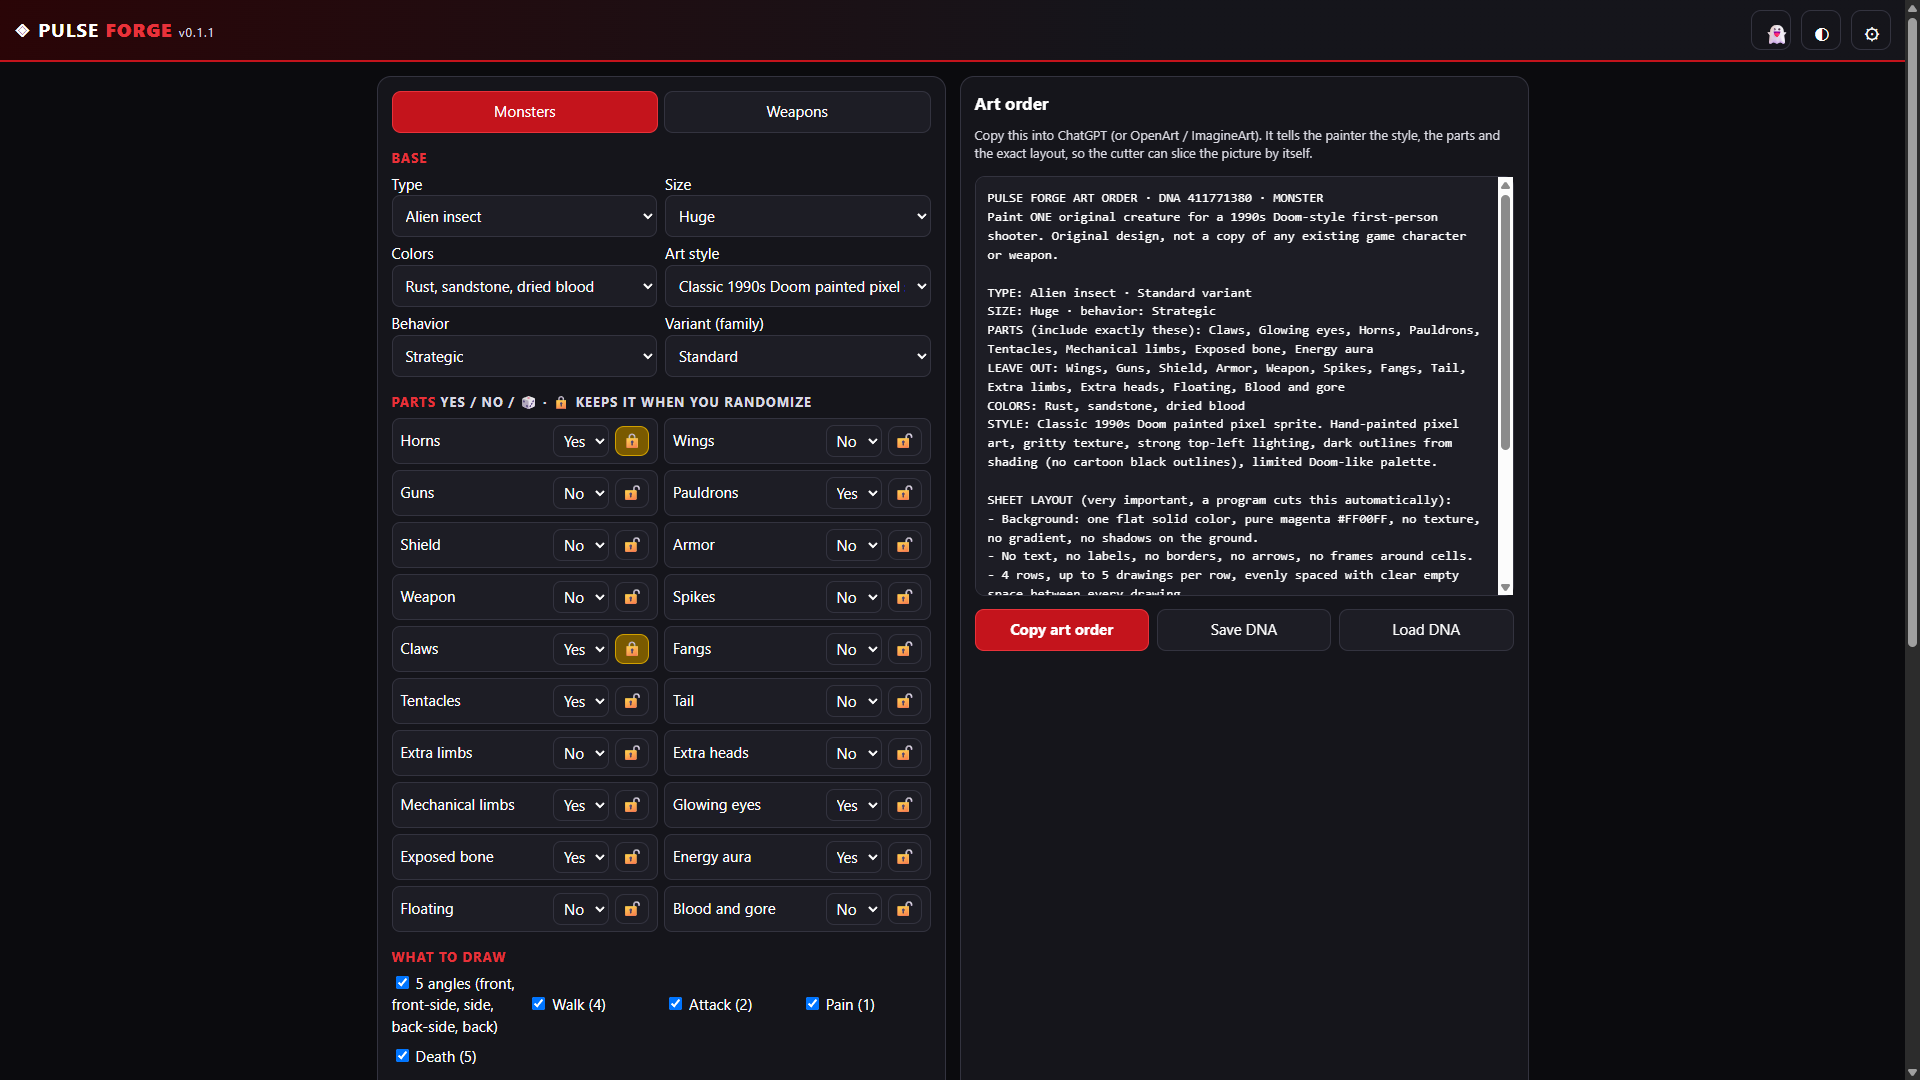 PULSE FORGE v0.1.1
Monsters
Weapons
BASE
Type
Size
Alien insect
Huge
Colors
Art style
Rust, sandstone, dried blood
Classic 1990s Doom painted pixel
Behavior
Variant (family)
Strategic
Standard
PARTS YES / NO / 🎲 · 🔒 KEEPS IT WHEN YOU RANDOMIZE
Horns Yes
Wings No
Guns No
Pauldrons Yes
Shield No
Armor No
Weapon No
Spikes No
Claws Yes
Fangs No
Tentacles Yes
Tail No
Extra limbs No
Extra heads No
Mechanical limbs Yes
Glowing eyes Yes
Exposed bone Yes
Energy aura Yes
Floating No
Blood and gore No
WHAT TO DRAW
5 angles (front,
front-side, side,
back-side, back)
Walk (4)
Attack (2)
Pain (1)
Death (5)
Art order
Copy this into ChatGPT (or OpenArt / ImagineArt). It tells the painter the style, the parts and
the exact layout, so the cutter can slice the picture by itself.
PULSE FORGE ART ORDER · DNA 411771380 · MONSTER
Paint ONE original creature for a 1990s Doom-style first-person
shooter. Original design, not a copy of any existing game character
or weapon.
TYPE: Alien insect · Standard variant
SIZE: Huge · behavior: Strategic
PARTS (include exactly these): Claws, Glowing eyes, Horns, Pauldrons,
Tentacles, Mechanical limbs, Exposed bone, Energy aura
LEAVE OUT: Wings, Guns, Shield, Armor, Weapon, Spikes, Fangs, Tail,
Extra limbs, Extra heads, Floating, Blood and gore
COLORS: Rust, sandstone, dried blood
STYLE: Classic 1990s Doom painted pixel sprite. Hand-painted pixel
art, gritty texture, strong top-left lighting, dark outlines from
shading (no cartoon black outlines), limited Doom-like palette.
SHEET LAYOUT (very important, a program cuts this automatically):
- Background: one flat solid color, pure magenta #FF00FF, no texture,
no gradient, no shadows on the ground.
- No text, no labels, no borders, no arrows, no frames around cells.
- 4 rows, up to 5 drawings per row, evenly spaced with clear empty
space between every drawing
Copy art order
Save DNA
Load DNA